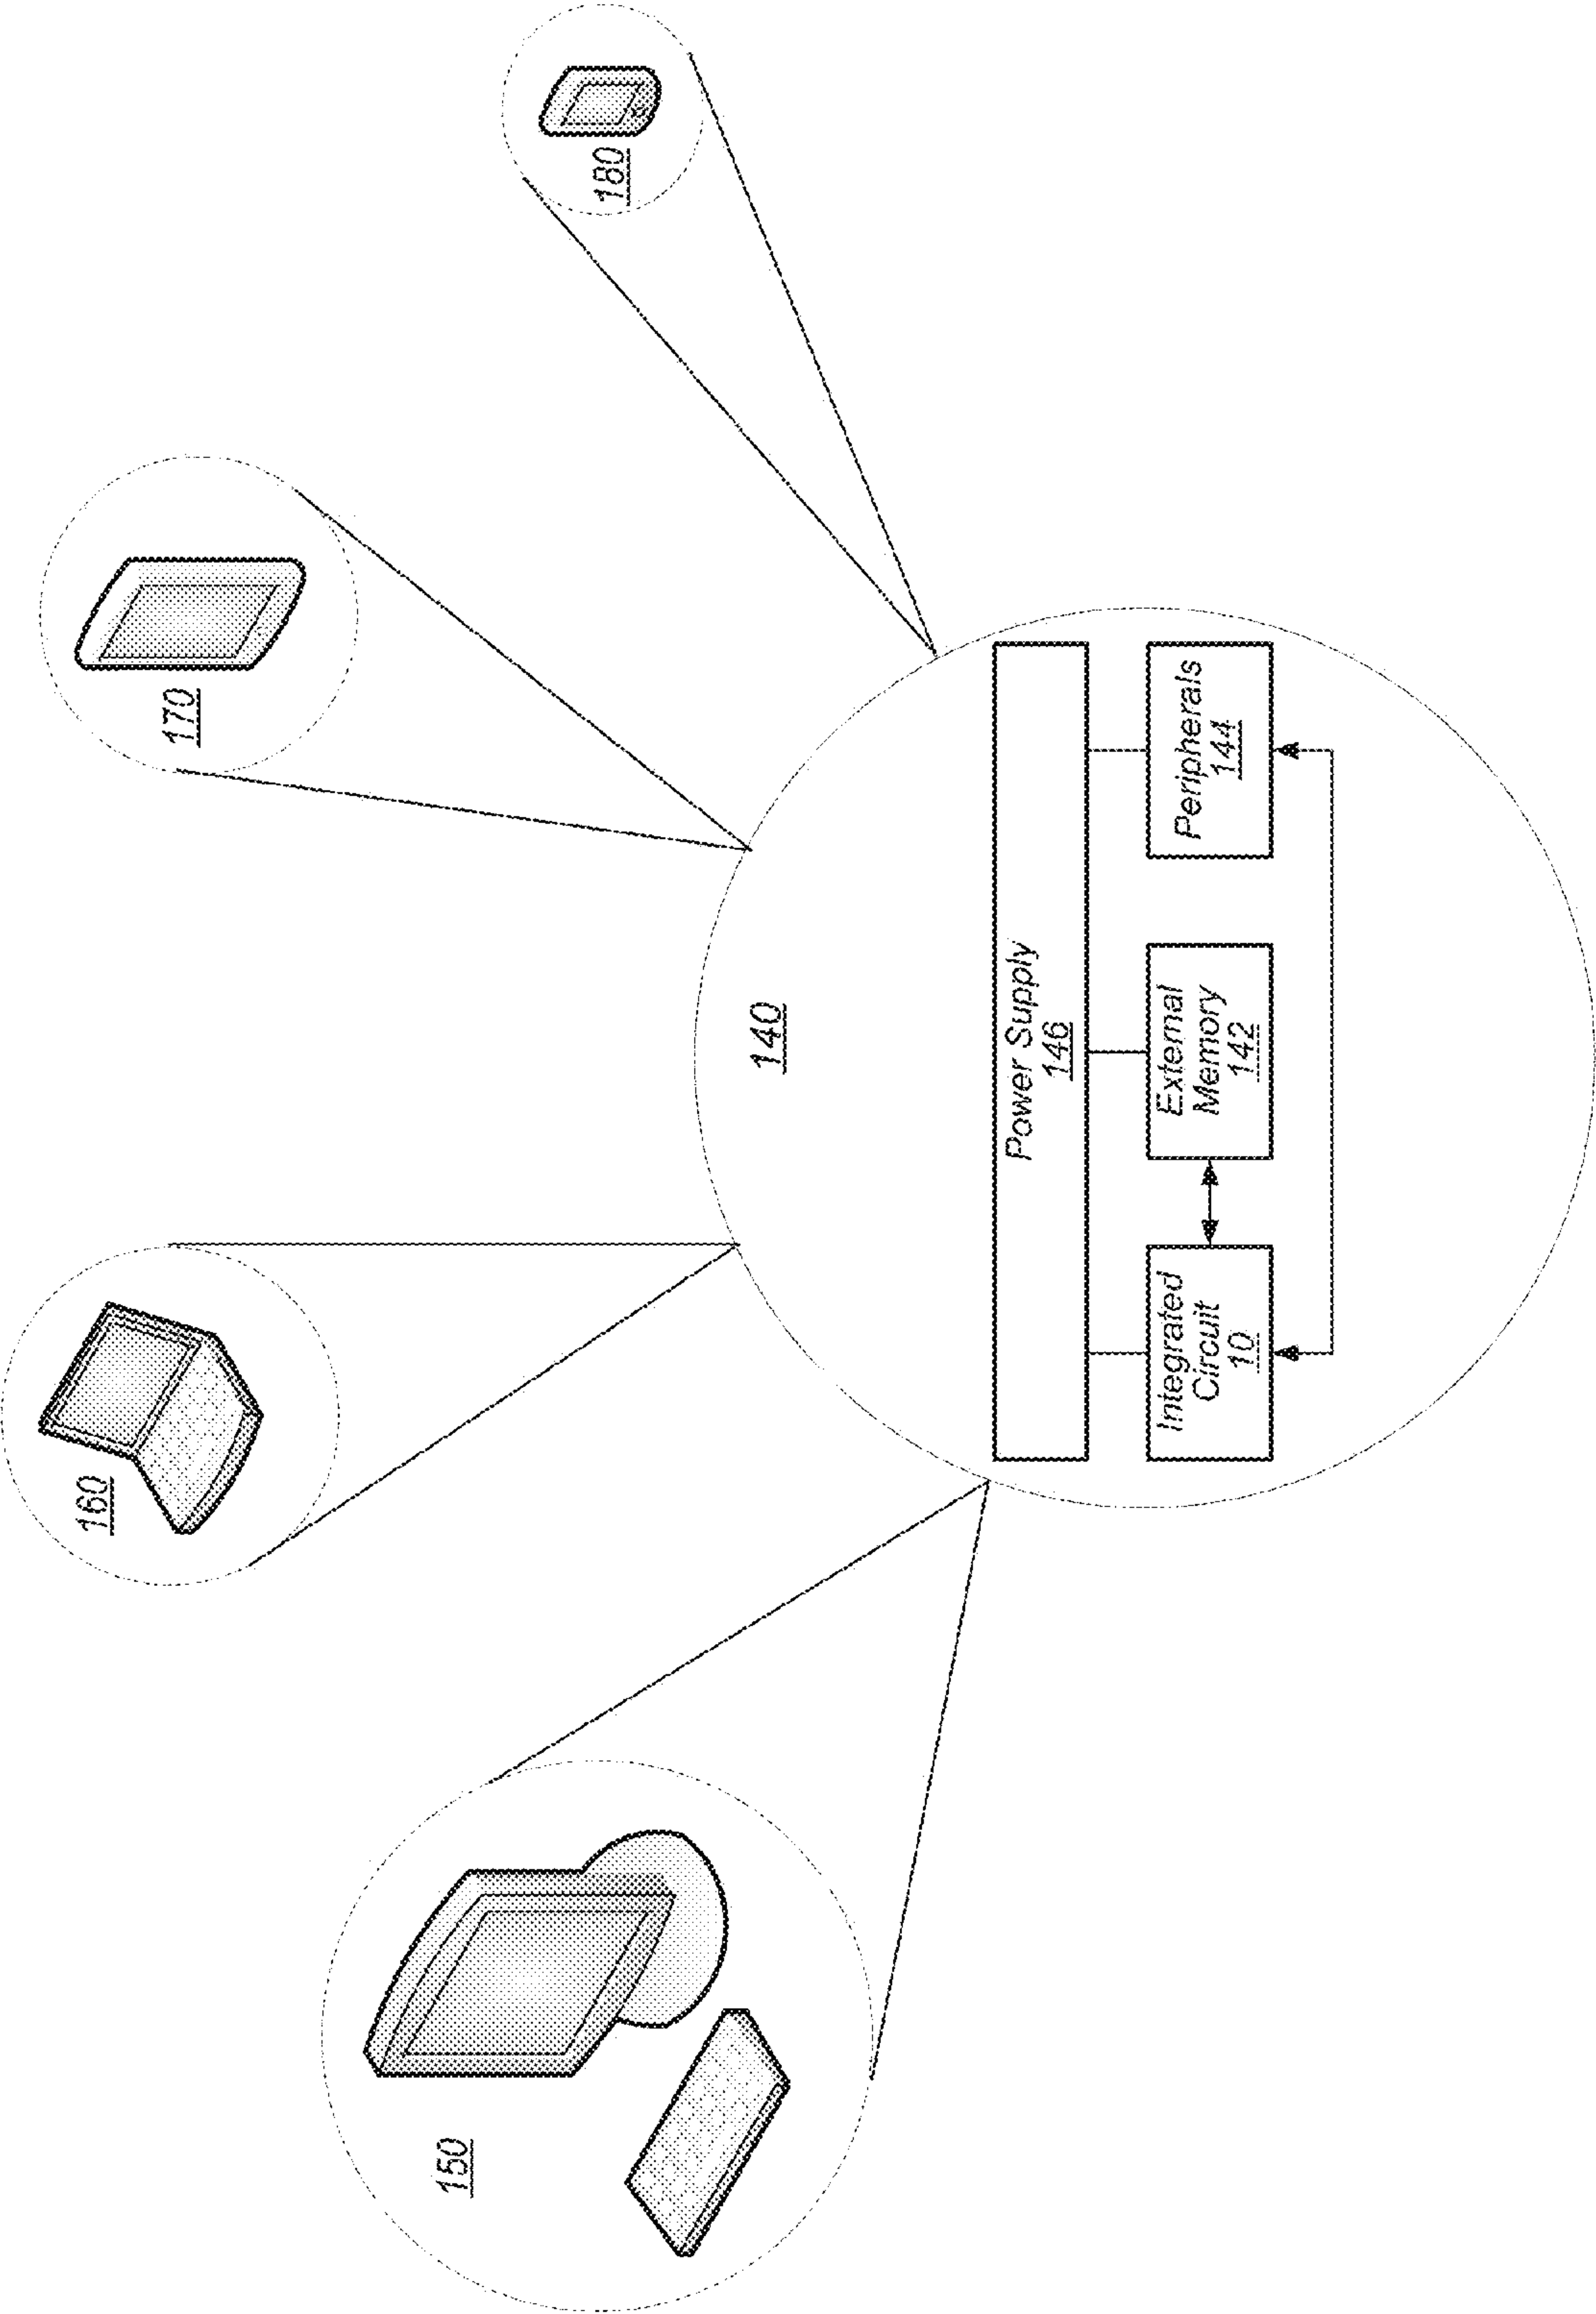 150
160
170
180
140
Power Supply
146
Integrated
Circuit
10
External
Memory
142
Peripherals
144